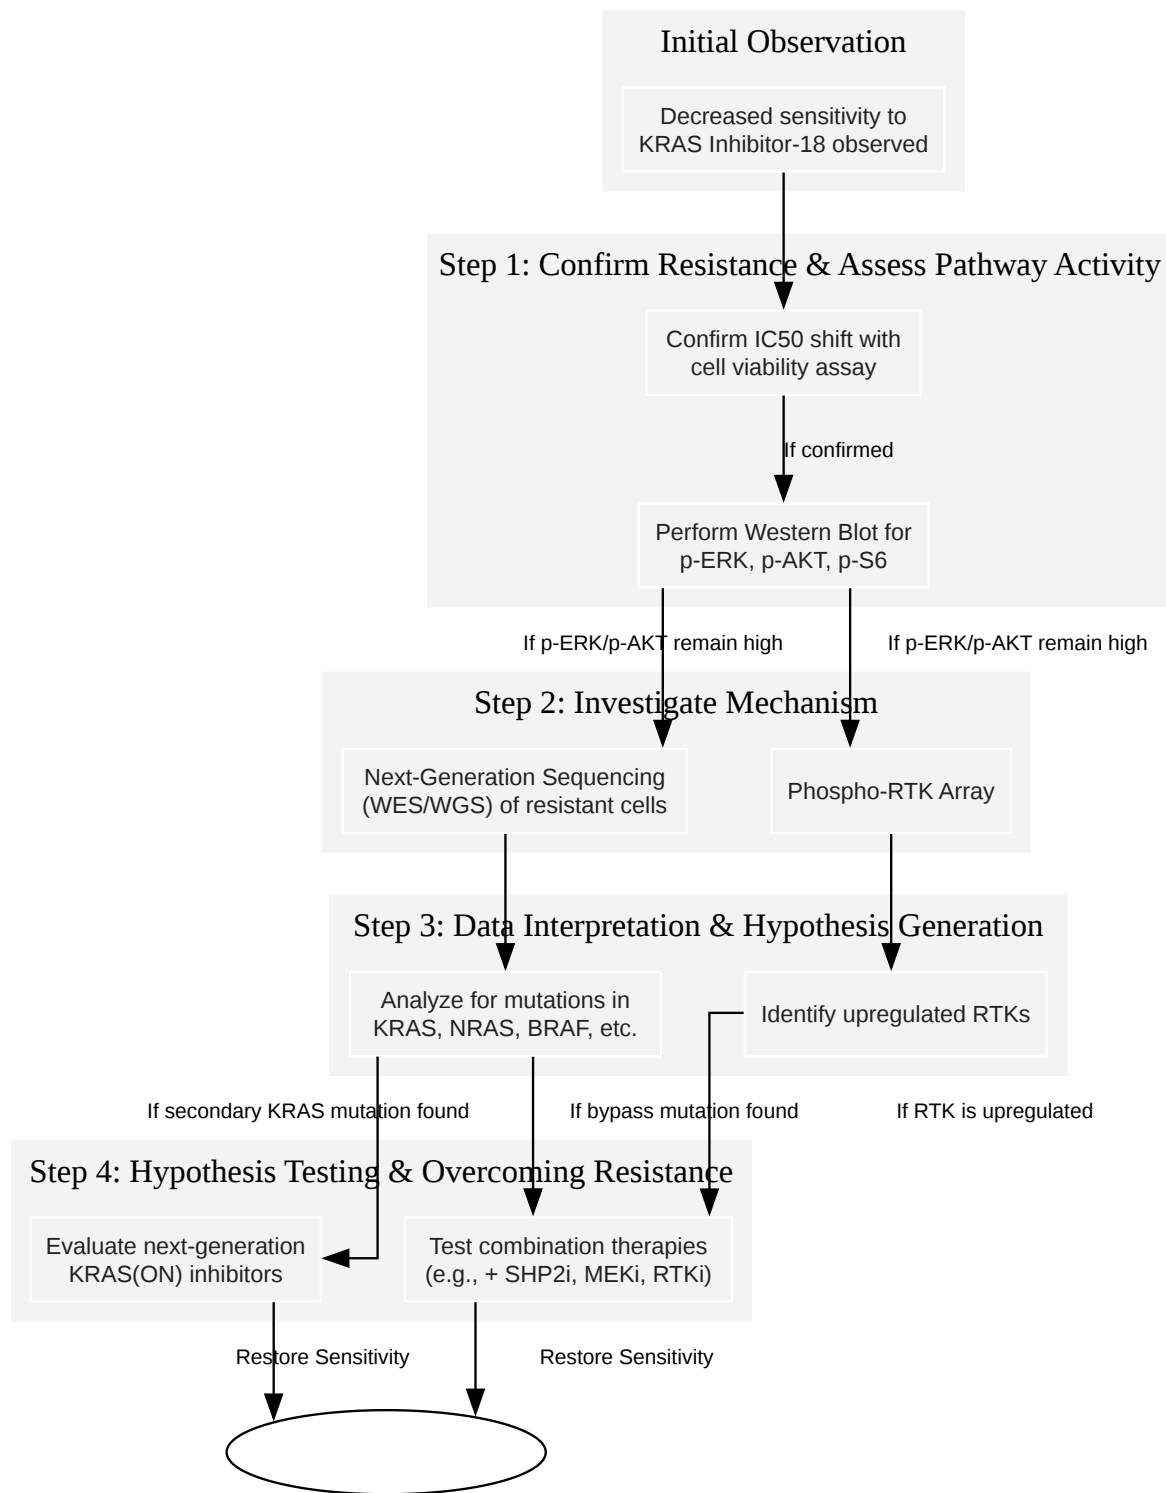 Initial Observation
Decreased sensitivity to
KRAS Inhibitor-18 observed
Step 1: Confirm Resistance & Assess Pathway Activity
Confirm IC50 shift with
cell viability assay
If confirmed
Perform Western Blot for
p-ERK, p-AKT, p-S6
If p-ERK/p-AKT remain high
If p-ERK/p-AKT remain high
Step 2: Investigate Mechanism
Next-Generation Sequencing
(WES/WGS) of resistant cells
Phospho-RTK Array
Step 3: Data Interpretation & Hypothesis Generation
Analyze for mutations in
KRAS, NRAS, BRAF, etc.
Identify upregulated RTKs
If secondary KRAS mutation found
If bypass mutation found
If RTK is upregulated
Step 4: Hypothesis Testing & Overcoming Resistance
Evaluate next-generation
KRAS(ON) inhibitors
Test combination therapies
(e.g., + SHP2i, MEKi, RTKi)
Restore Sensitivity
Restore Sensitivity